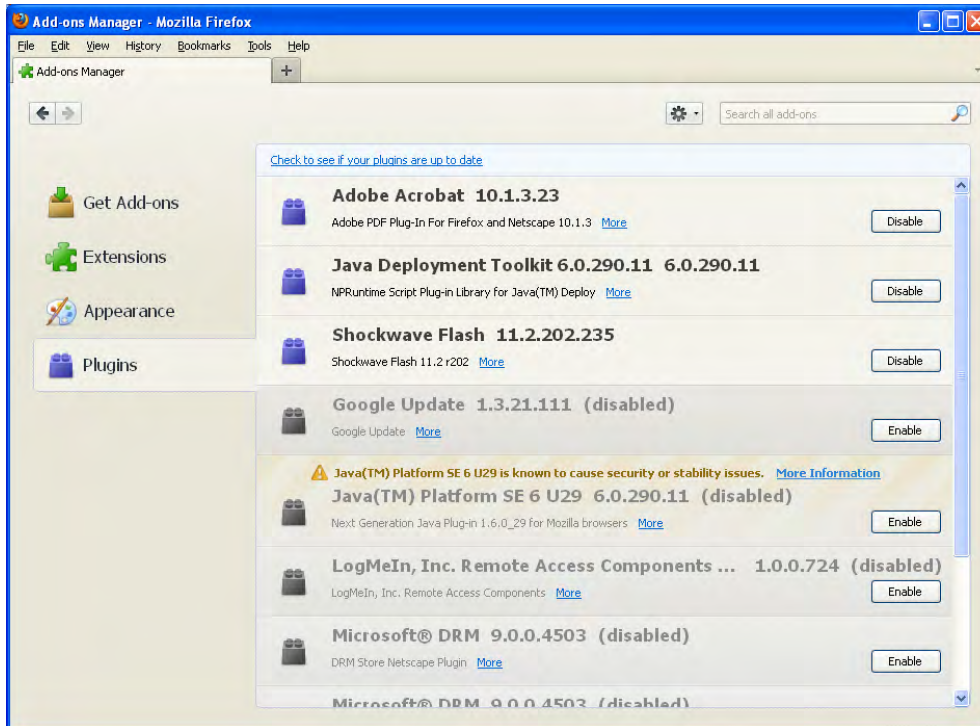 Add-ons Manager - Mozilla Firefox
File Edit View History Bookmarks Tools Help
Add-ons Manager
Search all add-ons
Check to see if your plugins are up to date
Get Add-ons
Extensions
Appearance
Plugins
Adobe Acrobat 10.1.3.23
Adobe PDF Plug-In For Firefox and Netscape 10.1.3 More
Disable
Java Deployment Toolkit 6.0.290.11 6.0.290.11
NPRuntime Script Plug-in Library for Java(TM) Deploy More
Disable
Shockwave Flash 11.2.202.235
Shockwave Flash 11.2 r202 More
Disable
Google Update 1.3.21.111 (disabled)
Google Update More
Enable
Java(TM) Platform SE 6 U29 is known to cause security or stability issues. More Information
Java(TM) Platform SE 6 U29 6.0.290.11 (disabled)
Next Generation Java Plug-in 1.6.0_29 for Mozilla browsers More
Enable
LogMeIn, Inc. Remote Access Components ... 1.0.0.724 (disabled)
LogMeIn, Inc. Remote Access Components More
Enable
Microsoft® DRM 9.0.0.4503 (disabled)
DRM Store Netscape Plugin More
Enable
Microsoft® DRM 9.0.0.4503 (disabled)